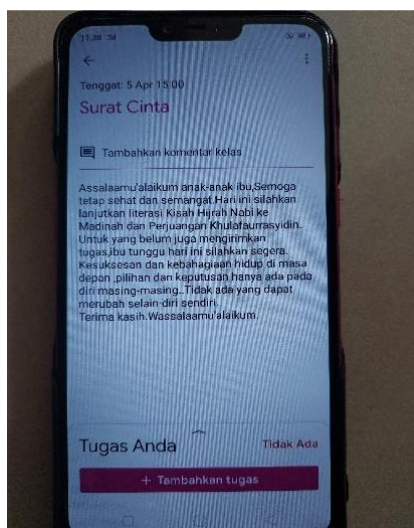 Tenggat: 5 Apr 15.00
Surat Cinta
Tambahkan komentar kelas
Assalaamu'alaikum anak-anak ibu,Semoga
tetap sehat dan semangat.Hari ini silahkan
lanjutkan literasi Kisah Hijrah Nabi ke
Madinah dan Perjuangan Khulafaurrasyidin.
Untuk yang belum juga mengirimkan
tugas,ibu tunggu hari ini silahkan segera.
Kesuksesan dan kebahagiaan hidup di masa
depan ,pilihan dan keputusan hanya ada pada
diri masing-masing..Tidak ada yang dapat
merubah selain diri sendiri.
Terima kasih.Wassalaamu'alaikum.
Tugas Anda Tidak Ada
+ Tambahkan tugas